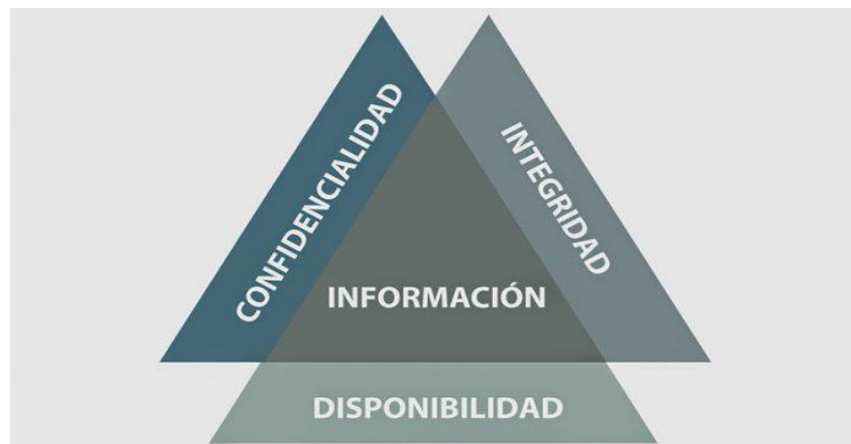 CONFIDENCIALIDAD
INTEGRIDAD
INFORMACIÓN
DISPONIBILIDAD